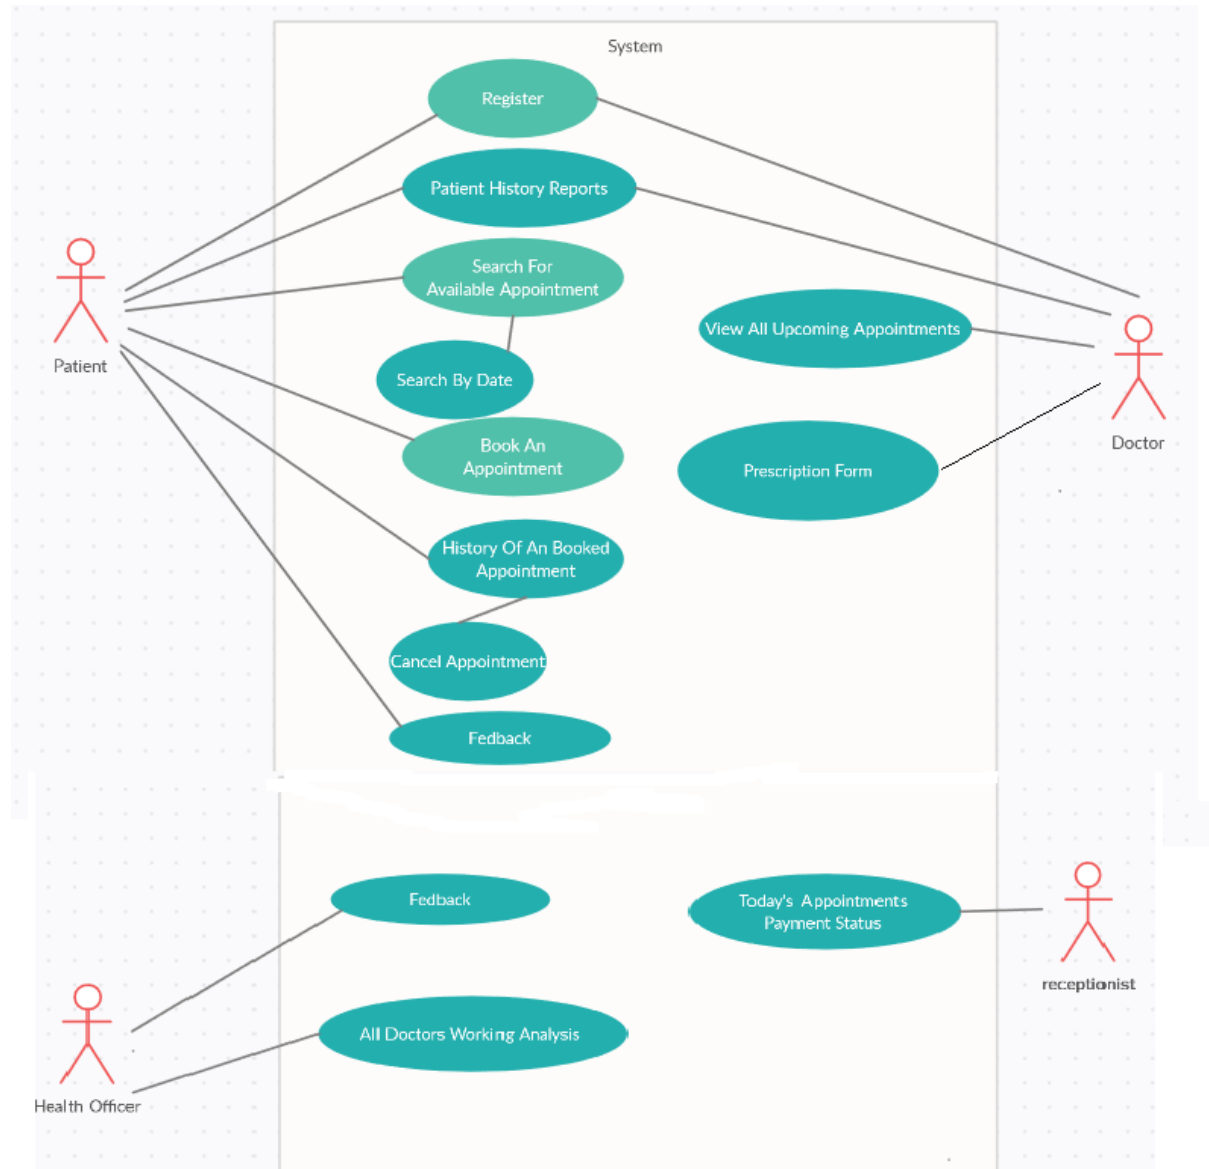 System
Register
Patient History Reports
Search For
Available Appointment
View All Upcoming Appointments
Patient
Search By Date
Doctor
Book An
Appointment
Prescription Form
History Of An Booked
Appointment
Cancel Appointment
Fedback
Fedback
Today's Appointments
Payment Status
receptionist
All Doctors Working Analysis
Health Officer